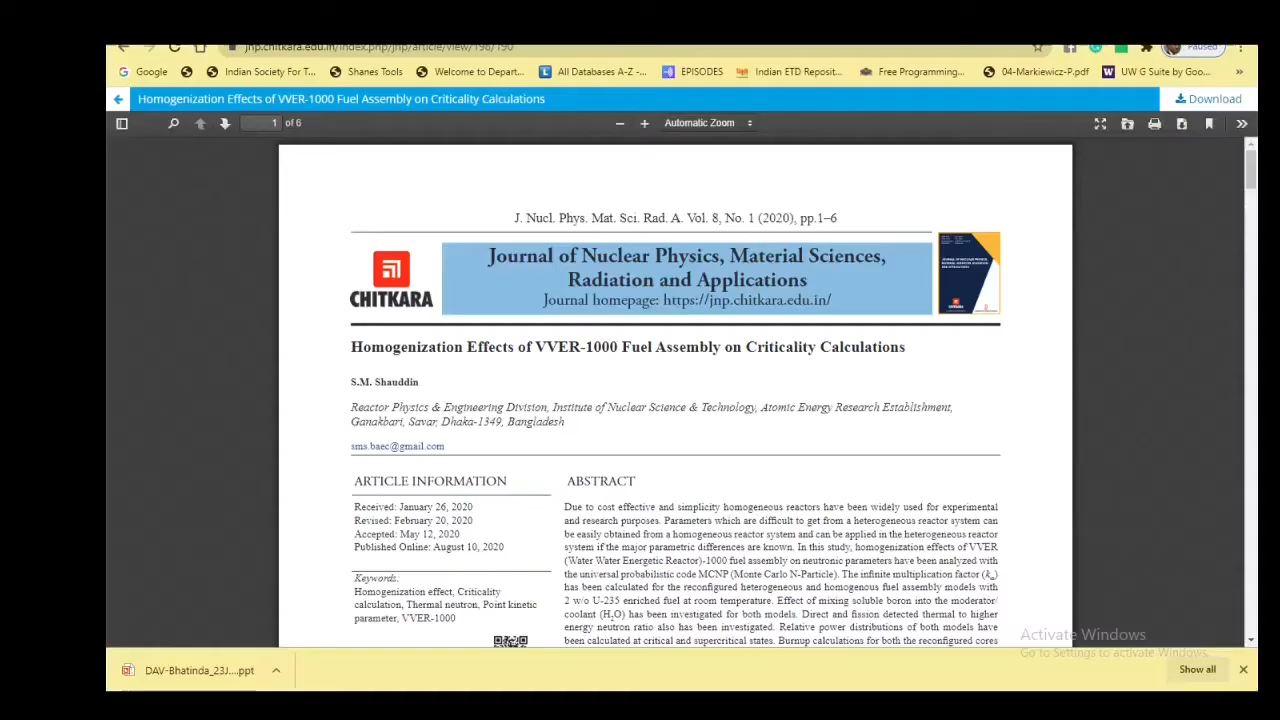 jnp.chitkara.edu.in/index.php/jnp/article/view/196/190
Paused
Google
Indian Society For T...
Shanes Tools
Welcome to Depart...
All Databases A-Z -...
EPISODES
Indian ETD Reposit...
Free Programming...
04-Markiewicz-P.pdf
UW G Suite by Goo...
Homogenization Effects of VVER-1000 Fuel Assembly on Criticality Calculations
Download
1 of 6
Automatic Zoom
J. Nucl. Phys. Mat. Sci. Rad. A. Vol. 8, No. 1 (2020), pp.1–6
CHITKARA
Journal of Nuclear Physics, Material Sciences,
Radiation and Applications
Journal homepage: https://jnp.chitkara.edu.in/
Homogenization Effects of VVER-1000 Fuel Assembly on Criticality Calculations
S.M. Shauddin
Reactor Physics & Engineering Division, Institute of Nuclear Science & Technology, Atomic Energy Research Establishment,
Ganakbari, Savar, Dhaka-1349, Bangladesh
sms.baec@gmail.com
ARTICLE INFORMATION
Received: January 26, 2020
Revised: February 20, 2020
Accepted: May 12, 2020
Published Online: August 10, 2020
Keywords:
Homogenization effect, Criticality
calculation, Thermal neutron, Point kinetic
parameter, VVER-1000
ABSTRACT
Due to cost effective and simplicity homogeneous reactors have been widely used for experimental
and research purposes. Parameters which are difficult to get from a heterogeneous reactor system can
be easily obtained from a homogeneous reactor system and can be applied in the heterogeneous reactor
system if the major parametric differences are known. In this study, homogenization effects of VVER
(Water Water Energetic Reactor)-1000 fuel assembly on neutronic parameters have been analyzed with
the universal probabilistic code MCNP (Monte Carlo N-Particle). The infinite multiplication factor (k∞)
has been calculated for the reconfigured heterogeneous and homogenous fuel assembly models with
2 w/o U-235 enriched fuel at room temperature. Effect of mixing soluble boron into the moderator/
coolant (H2O) has been investigated for both models. Direct and fission detected thermal to higher
energy neutron ratio also has been investigated. Relative power distributions of both models have
been calculated at critical and supercritical states. Burnup calculations for both the reconfigured cores
Activate Windows
Go to Settings to activate Windows.
DAV-Bhatinda_23J....ppt
Show all